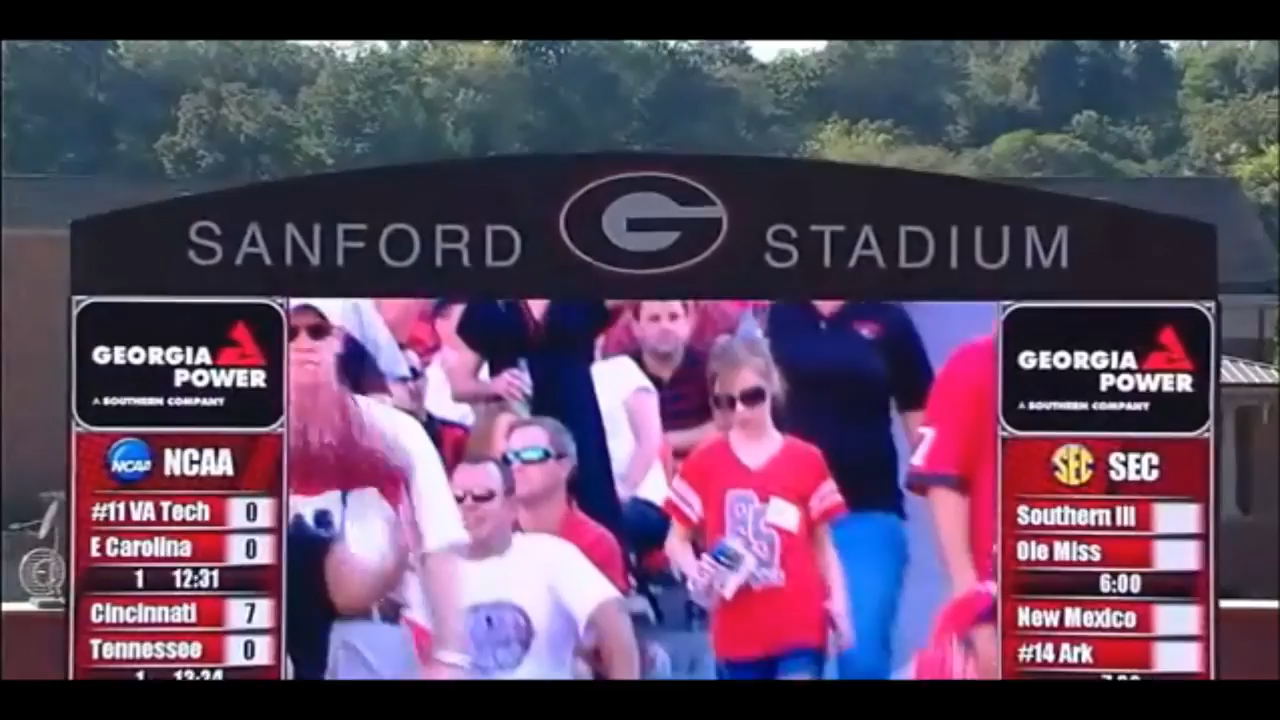 SANFORD G STADIUM
GEORGIA
POWER
A SOUTHERN COMPANY
NCAA NCAA
#11 VA Tech 0
E Carolina 0
1 12:31
Cincinnati 7
Tennessee 0
GEORGIA
POWER
A SOUTHERN COMPANY
SEC SEC
Southern Ill
Ole Miss
6:00
New Mexico
#14 Ark
7